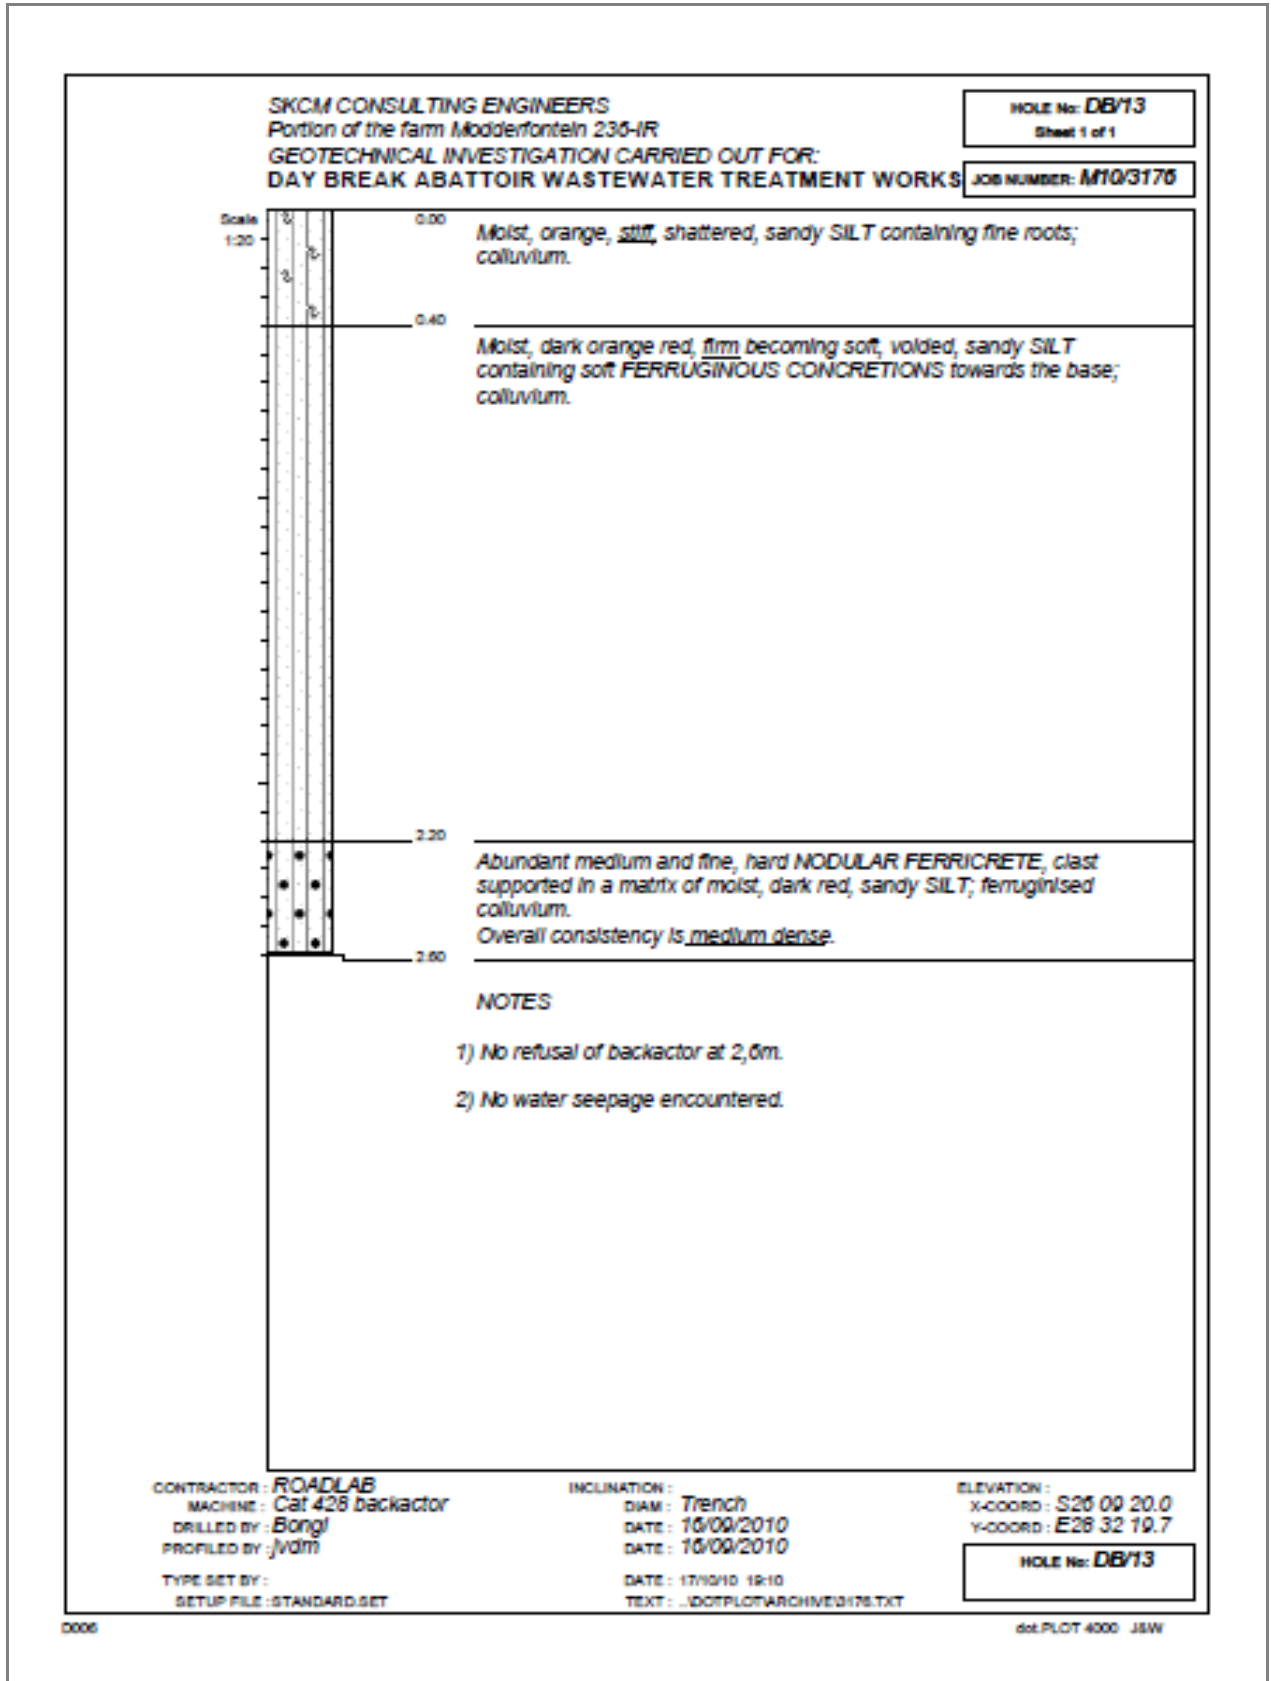 SKCM CONSULTING ENGINEERS
Portion of the farm Modderfontein 236-IR
GEOTECHNICAL INVESTIGATION CARRIED OUT FOR:
DAY BREAK ABATTOIR WASTEWATER TREATMENT WORKS
HOLE No: DB/13
Sheet 1 of 1
JOB NUMBER: M10/3176
Scale
1:20
0.00
Moist, orange, stiff, shattered, sandy SILT containing fine roots;
colluvium.
0.40
Moist, dark orange red, firm becoming soft, voided, sandy SILT
containing soft FERRUGINOUS CONCRETIONS towards the base;
colluvium.
2.20
Abundant medium and fine, hard NODULAR FERRICRETE, clast
supported in a matrix of moist, dark red, sandy SILT; ferruginised
colluvium.
Overall consistency is medium dense.
2.60
NOTES
1) No refusal of backactor at 2,6m.
2) No water seepage encountered.
CONTRACTOR : ROADLAB
MACHINE : Cat 428 backactor
DRILLED BY : Bongi
PROFILED BY : jvdm
TYPE SET BY :
SETUP FILE : STANDARD.SET
INCLINATION :
DIAM : Trench
DATE : 16/09/2010
DATE : 16/09/2010
DATE : 17/10/10 19:10
TEXT : ..\DOTPLOT\ARCHIVE\3176.TXT
ELEVATION :
X-COORD : S26 09 20.0
Y-COORD : E28 32 19.7
HOLE No: DB/13
D006
dot.PLOT 4000 J&W